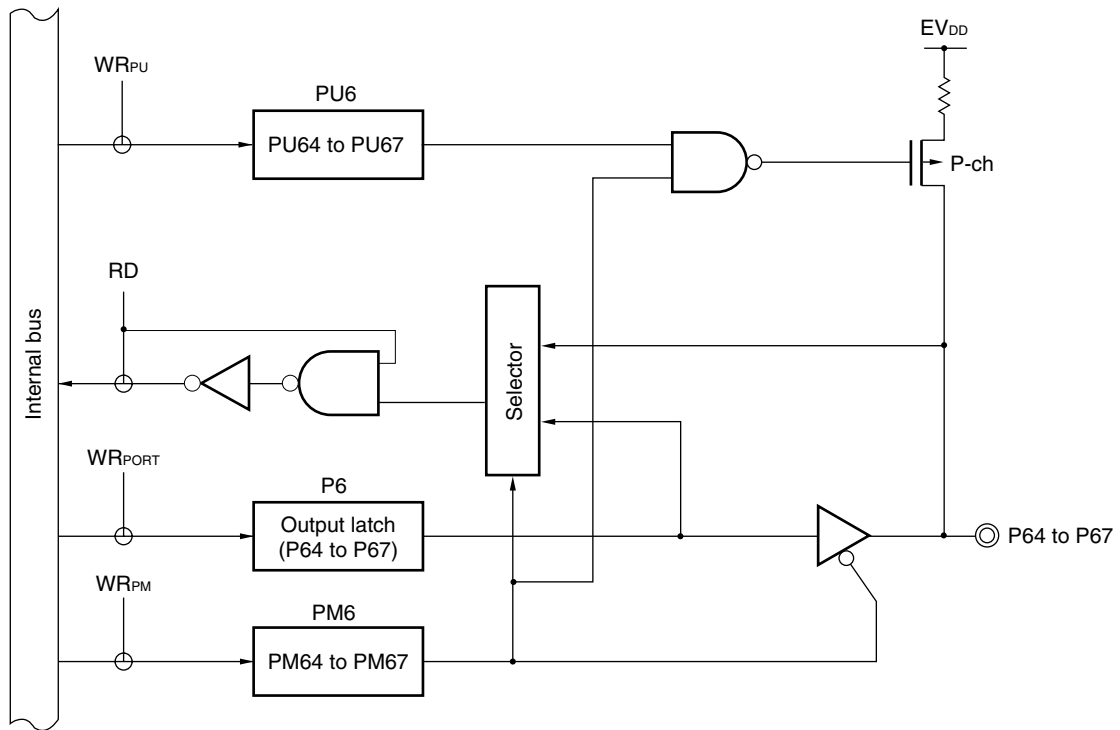 EVDD
WRPU
PU6
PU64 to PU67
P-ch
RD
Internal bus
Selector
WRPORT
P6
Output latch
(P64 to P67)
P64 to P67
WRPM
PM6
PM64 to PM67